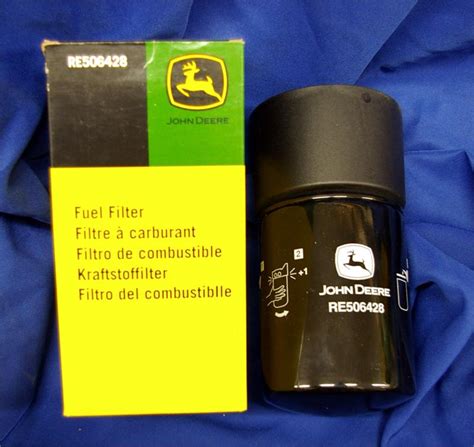 RE506428
JOHN DEERE
Fuel Filter
Filtre à carburant
Filtro de combustible
Kraftstoffilter
Filtro del combustiblle
2
+1
JOHN DEERE
RE506428